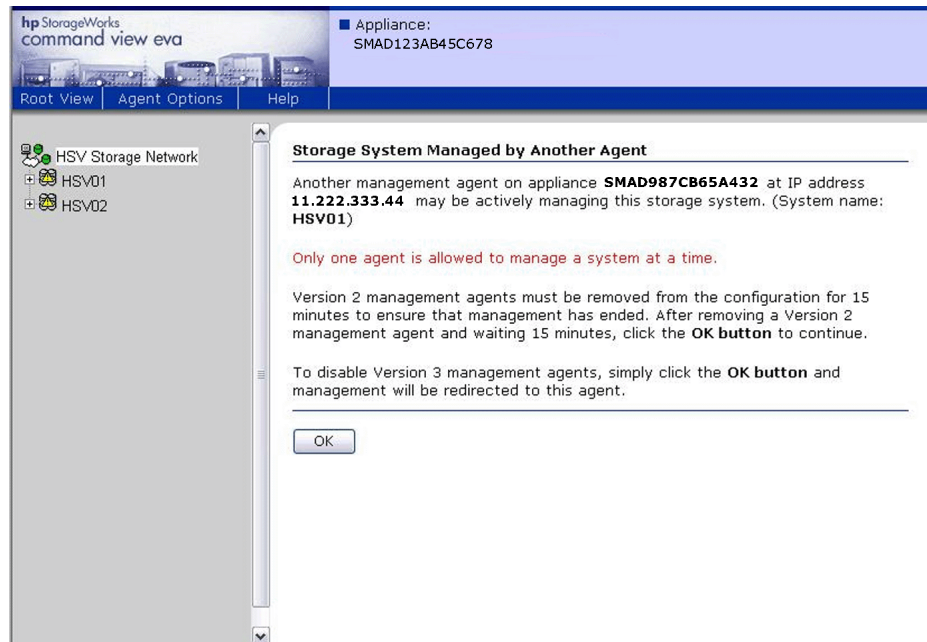 hp StorageWorks
command view eva
Appliance:
SMAD123AB45C678
Root View Agent Options Help
HSV Storage Network
HSV01
HSV02
Storage System Managed by Another Agent
Another management agent on appliance SMAD987CB65A432 at IP address
11.222.333.44 may be actively managing this storage system. (System name:
HSV01)
Only one agent is allowed to manage a system at a time.
Version 2 management agents must be removed from the configuration for 15
minutes to ensure that management has ended. After removing a Version 2
management agent and waiting 15 minutes, click the OK button to continue.
To disable Version 3 management agents, simply click the OK button and
management will be redirected to this agent.
OK